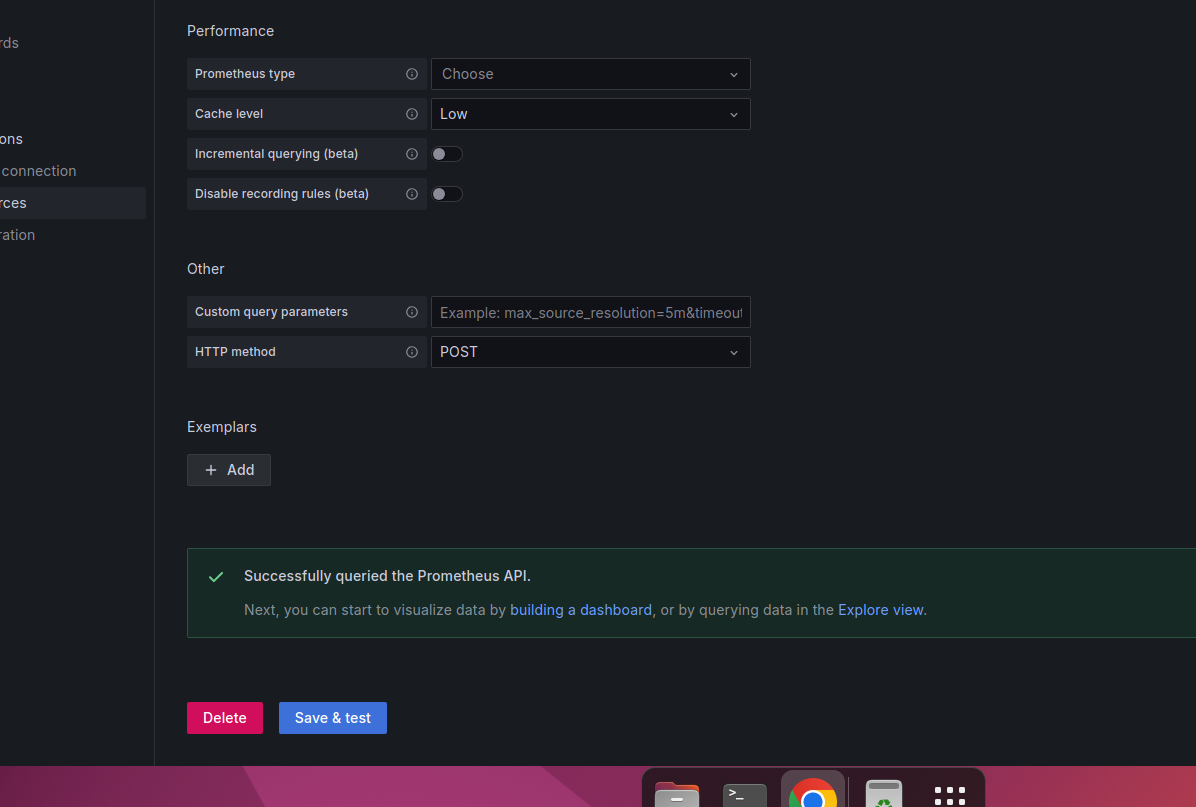 Performance
rds
Prometheus type
Choose
Cache level
Low
ons
Incremental querying (beta)
connection
Disable recording rules (beta)
rces
ration
Other
Custom query parameters
Example: max_source_resolution=5m&timeout
HTTP method
POST
Exemplars
+ Add
Successfully queried the Prometheus API.
Next, you can start to visualize data by building a dashboard, or by querying data in the Explore view.
Delete
Save & test
>_